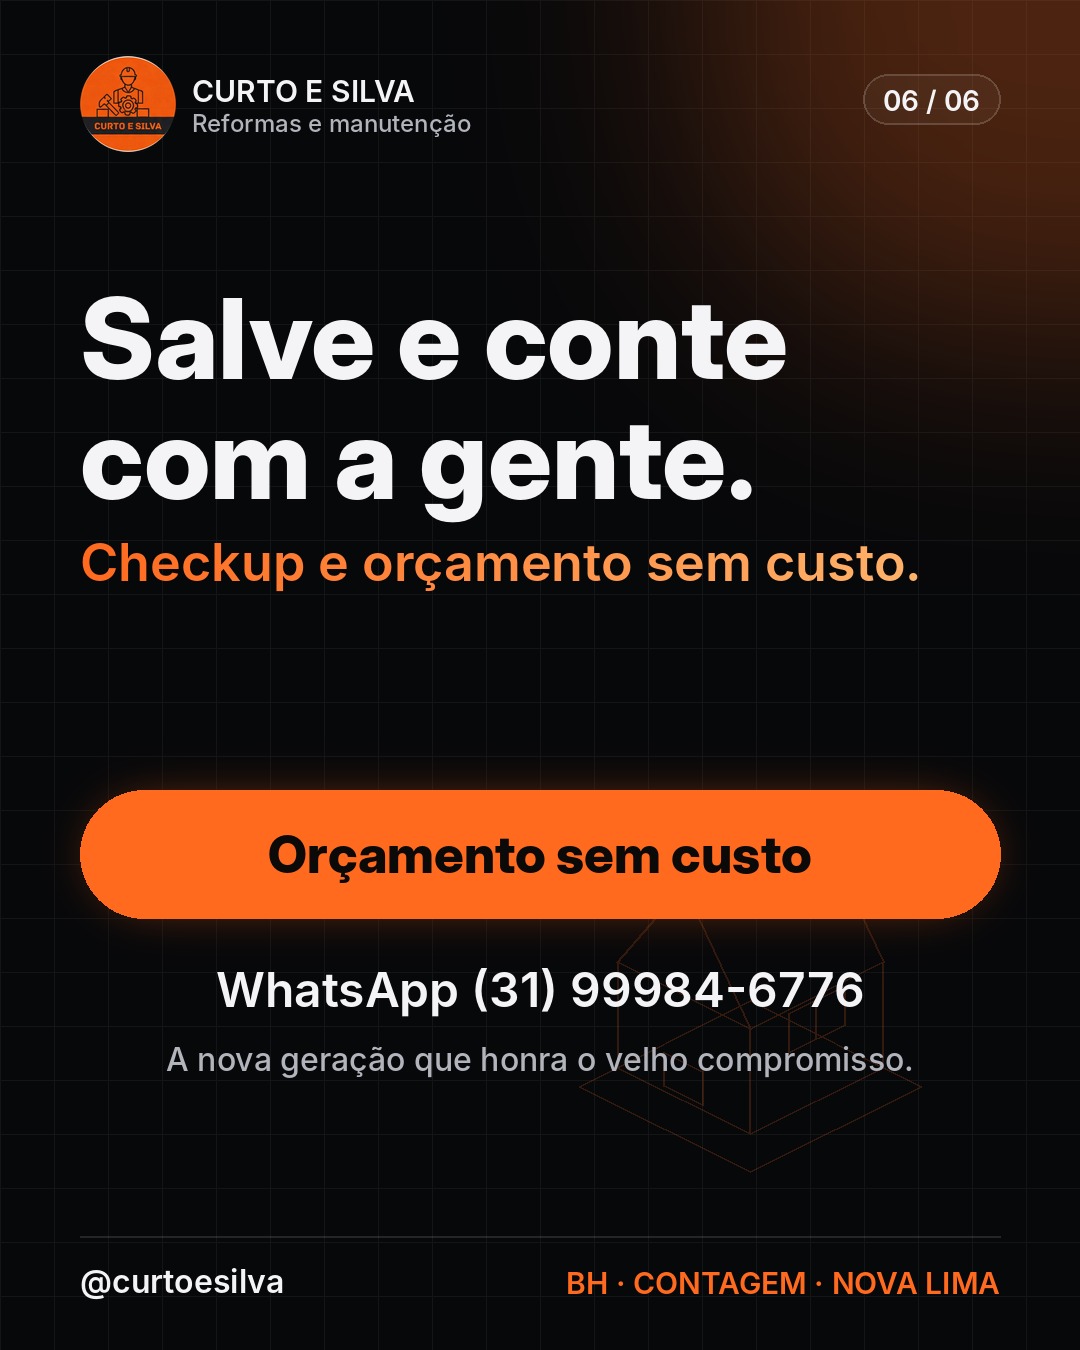 CURTO E SILVA
CURTO E SILVA
Reformas e manutenção
06 / 06
Salve e conte
com a gente.
Checkup e orçamento sem custo.
Orçamento sem custo
WhatsApp (31) 99984-6776
A nova geração que honra o velho compromisso.
@curtoesilva
BH · CONTAGEM · NOVA LIMA